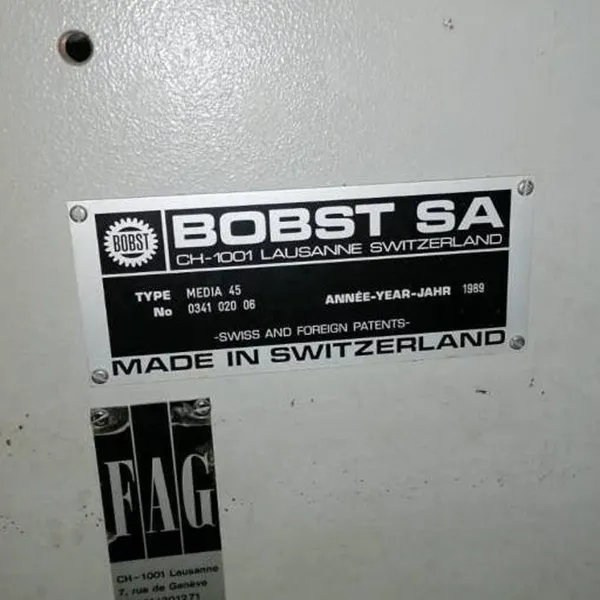 BOBST
BOBST SA
CH-1001 LAUSANNE SWITZERLAND
TYPE MEDIA 45
No 0341 020 06
ANNÉE-YEAR-JAHR 1989
-SWISS AND FOREIGN PATENTS-
MADE IN SWITZERLAND
FAG
CH-1001 Lausanne
7, rue de Genève